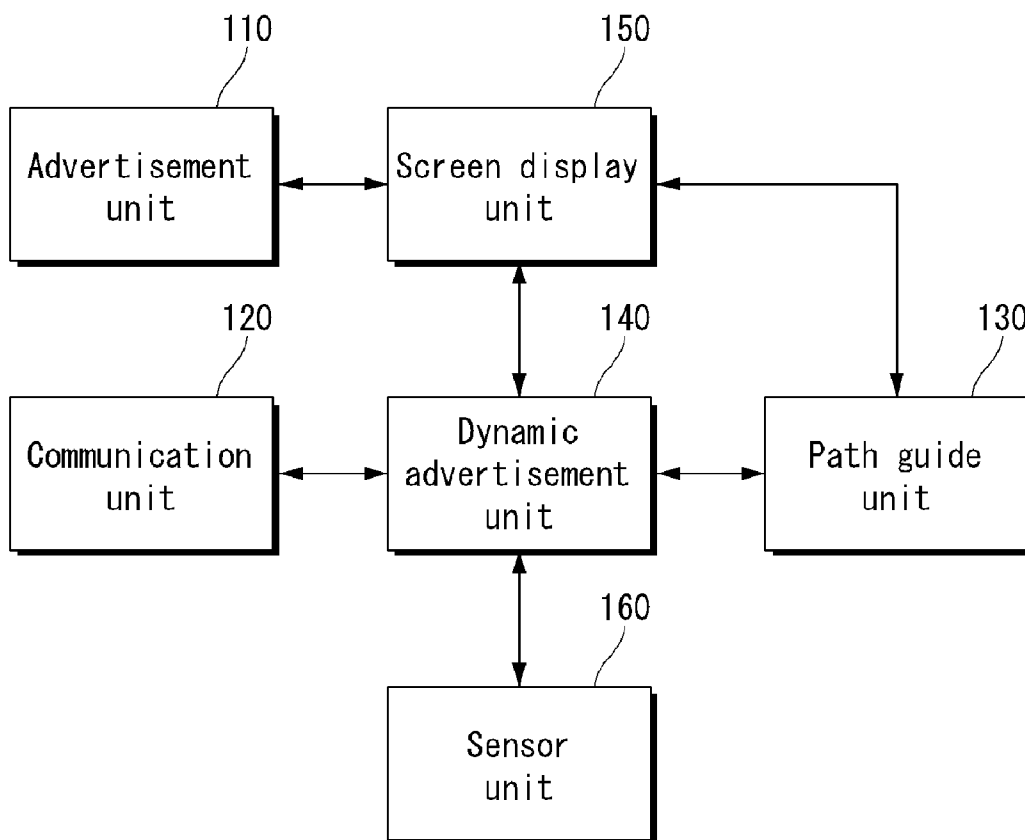 110
150
Advertisement
unit
Screen display
unit
120
140
130
Communication
unit
Dynamic
advertisement
unit
Path guide
unit
160
Sensor
unit